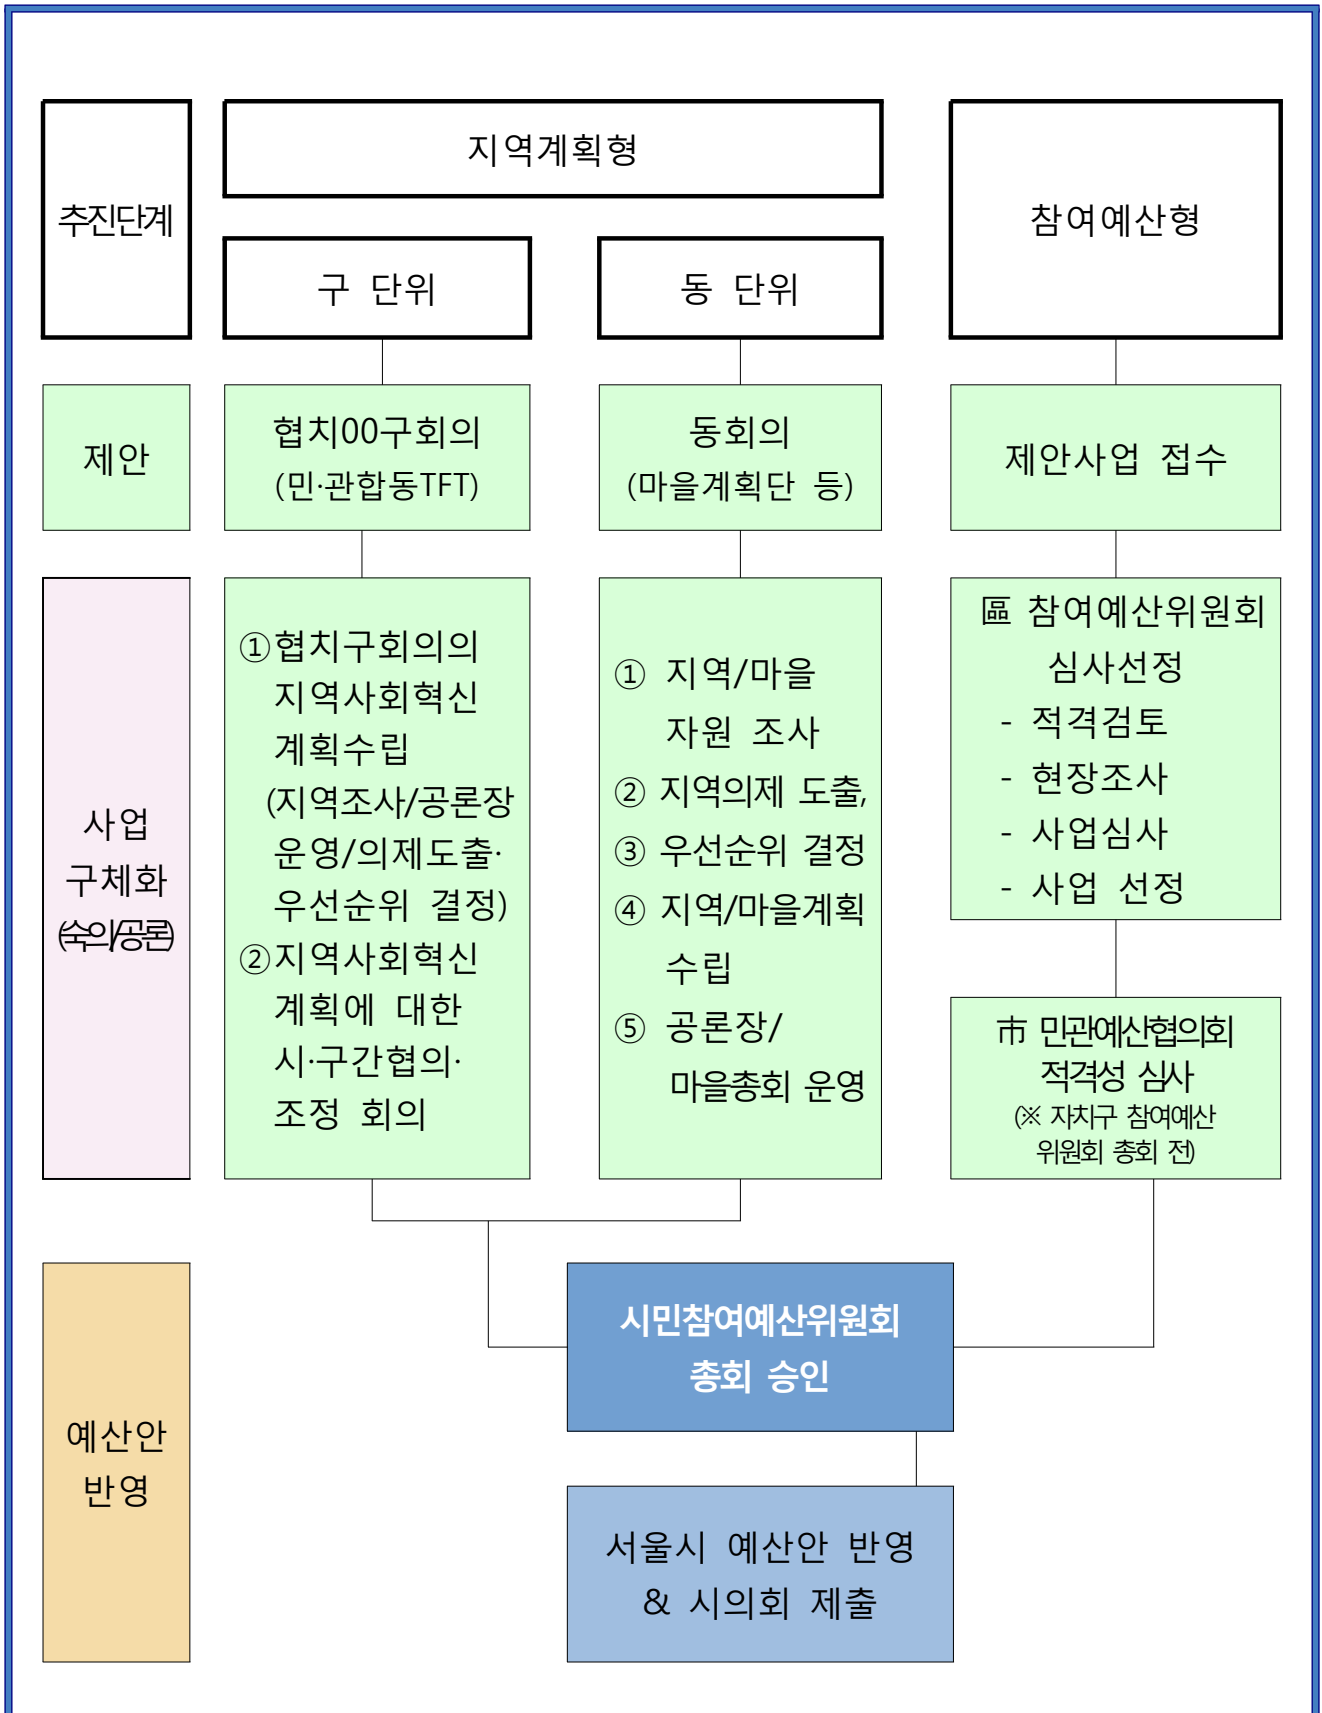 추진단계
지역계획형
참여예산형
구 단위
동 단위
제안
협치00구회의
(민·관합동TFT)
동회의
(마을계획단 등)
제안사업 접수
사업
구체화
(숙의/공론)
①협치구회의의
지역사회혁신
계획수립
(지역조사/공론장
운영/의제도출·
우선순위 결정)
②지역사회혁신
계획에 대한
시·구간협의·
조정 회의
① 지역/마을
자원 조사
② 지역의제 도출,
③ 우선순위 결정
④ 지역/마을계획
수립
⑤ 공론장/
마을총회 운영
區 참여예산위원회
심사선정
- 적격검토
- 현장조사
- 사업심사
- 사업 선정
市 민관예산협의회
적격성 심사
(※ 자치구 참여예산
위원회 총회 전)
예산안
반영
시민참여예산위원회
총회 승인
서울시 예산안 반영
& 시의회 제출